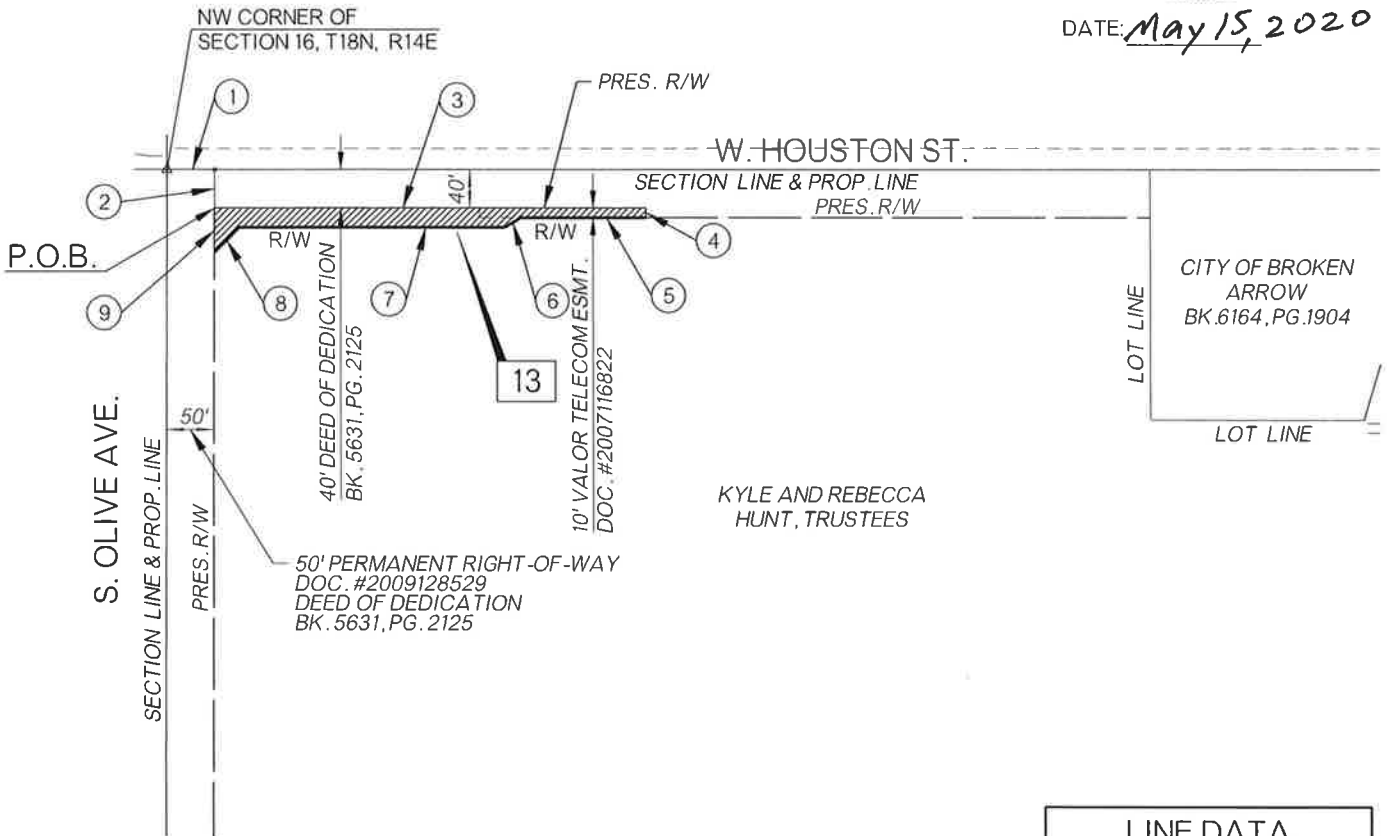 NW CORNER OF
SECTION 16, T18N, R14E
DATE: May 15, 2020
1
3
PRES. R/W
W. HOUSTON ST.
2
40'
SECTION LINE & PROP. LINE
PRES. R/W
P.O.B.
R/W
R/W
4
9
8
7
6
5
13
40' DEED OF DEDICATION
BK. 5631, PG. 2125
10' VALOR TELECOM ESMT.
DOC. #2007116822
LOT LINE
CITY OF BROKEN
ARROW
BK. 6164, PG. 1904
LOT LINE
S. OLIVE AVE.
SECTION LINE & PROP. LINE
50'
PRES. R/W
KYLE AND REBECCA
HUNT, TRUSTEES
50' PERMANENT RIGHT-OF-WAY
DOC. #2009128529
DEED OF DEDICATION
BK. 5631, PG. 2125
LINE DATA